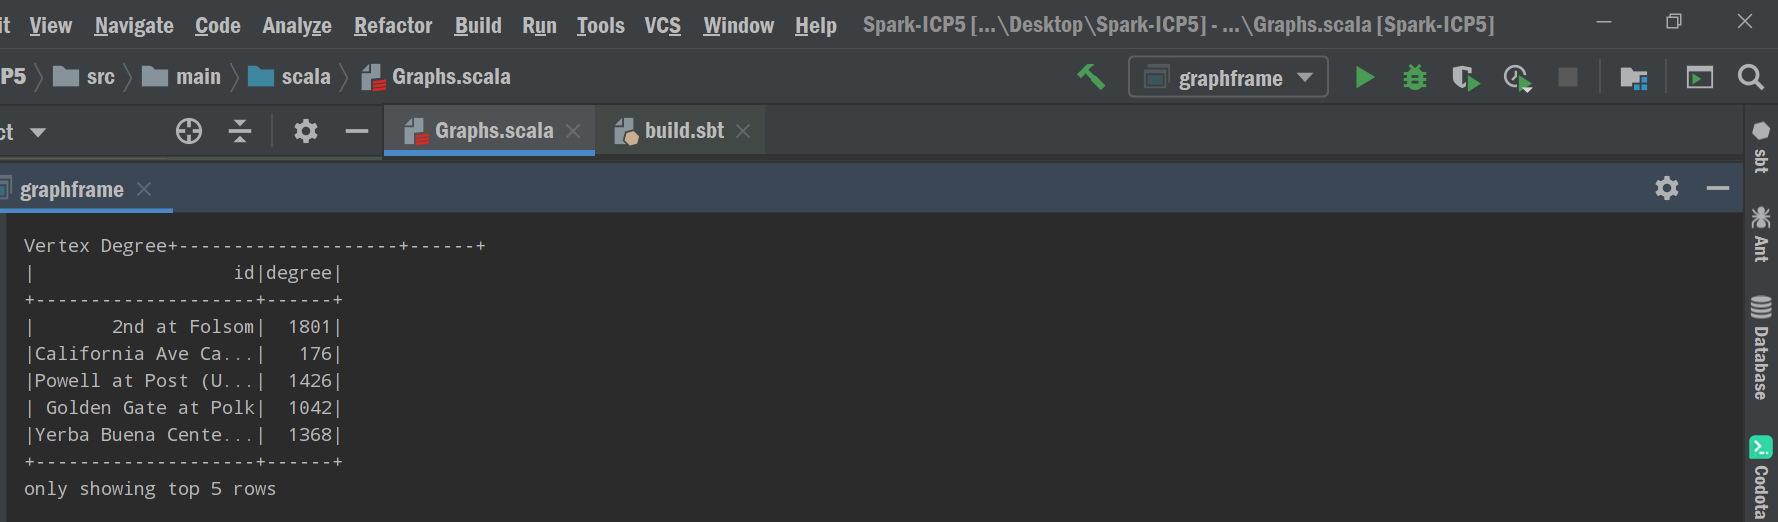 it View Navigate Code Analyze Refactor Build Run Tools VCS Window Help Spark-ICP5 [...\Desktop\Spark-ICP5] - ...\Graphs.scala [Spark-ICP5]
P5 src main scala Graphs.scala graphframe
ct Graphs.scala build.sbt
graphframe
Vertex Degree+--------------------+------+
|                  id|degree|
+--------------------+------+
|       2nd at Folsom|  1801|
|California Ave Ca...|   176|
|Powell at Post (U...|  1426|
| Golden Gate at Polk|  1042|
|Yerba Buena Cente...|  1368|
+--------------------+------+
only showing top 5 rows
sbt
Ant
Database
Codota